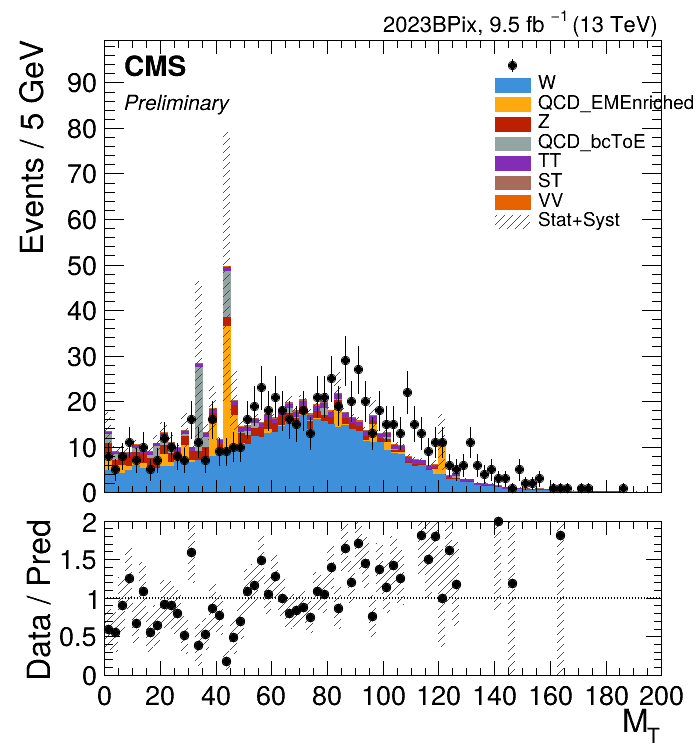 2023BPix, 9.5 fb⁻¹ (13 TeV)
CMS
Preliminary
W
QCD_EMEnriched
Z
QCD_bcToE
TT
ST
VV
Stat+Syst
Events / 5 GeV
90
80
70
60
50
40
30
20
10
0
Data / Pred
2
1.5
1
0.5
0
0 20 40 60 80 100 120 140 160 180 200
M_T